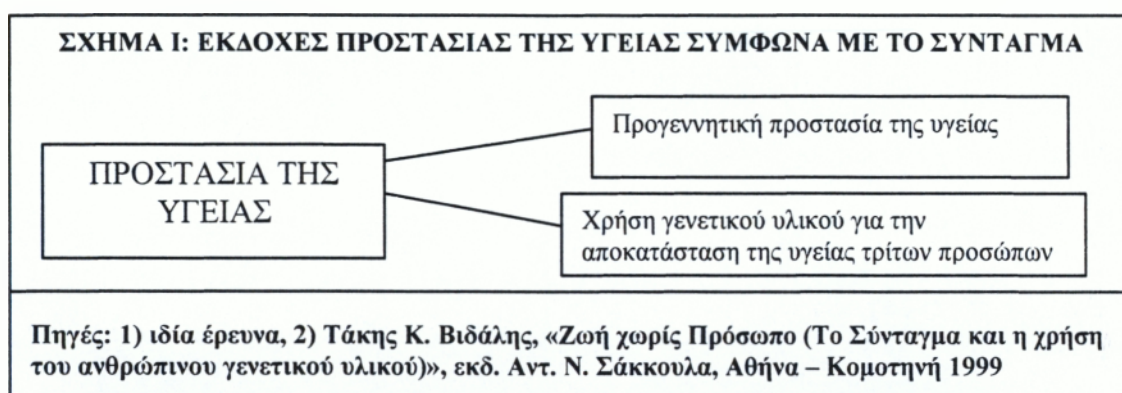 ΣΧΗΜΑ Ι: ΕΚΔΟΧΕΣ ΠΡΟΣΤΑΣΙΑΣ ΤΗΣ ΥΓΕΙΑΣ ΣΥΜΦΩΝΑ ΜΕ ΤΟ ΣΥΝΤΑΓΜΑ
ΠΡΟΣΤΑΣΙΑ ΤΗΣ
ΥΓΕΙΑΣ
Προγεννητική προστασία της υγείας
Χρήση γενετικού υλικού για την
αποκατάσταση της υγείας τρίτων προσώπων
Πηγές: 1) ιδία έρευνα, 2) Τάκης Κ. Βιδάλης, «Ζωή χωρίς Πρόσωπο (Το Σύνταγμα και η χρήση
του ανθρώπινου γενετικού υλικού)», εκδ. Αντ. Ν. Σάκκουλα, Αθήνα – Κομοτηνή 1999